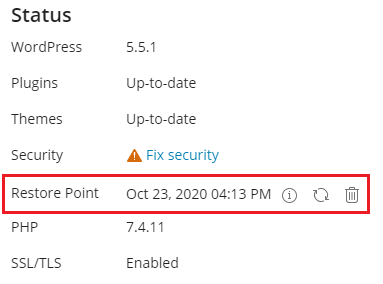 Status
WordPress 5.5.1
Plugins Up-to-date
Themes Up-to-date
Security Fix security
Restore Point Oct 23, 2020 04:13 PM
PHP 7.4.11
SSL/TLS Enabled